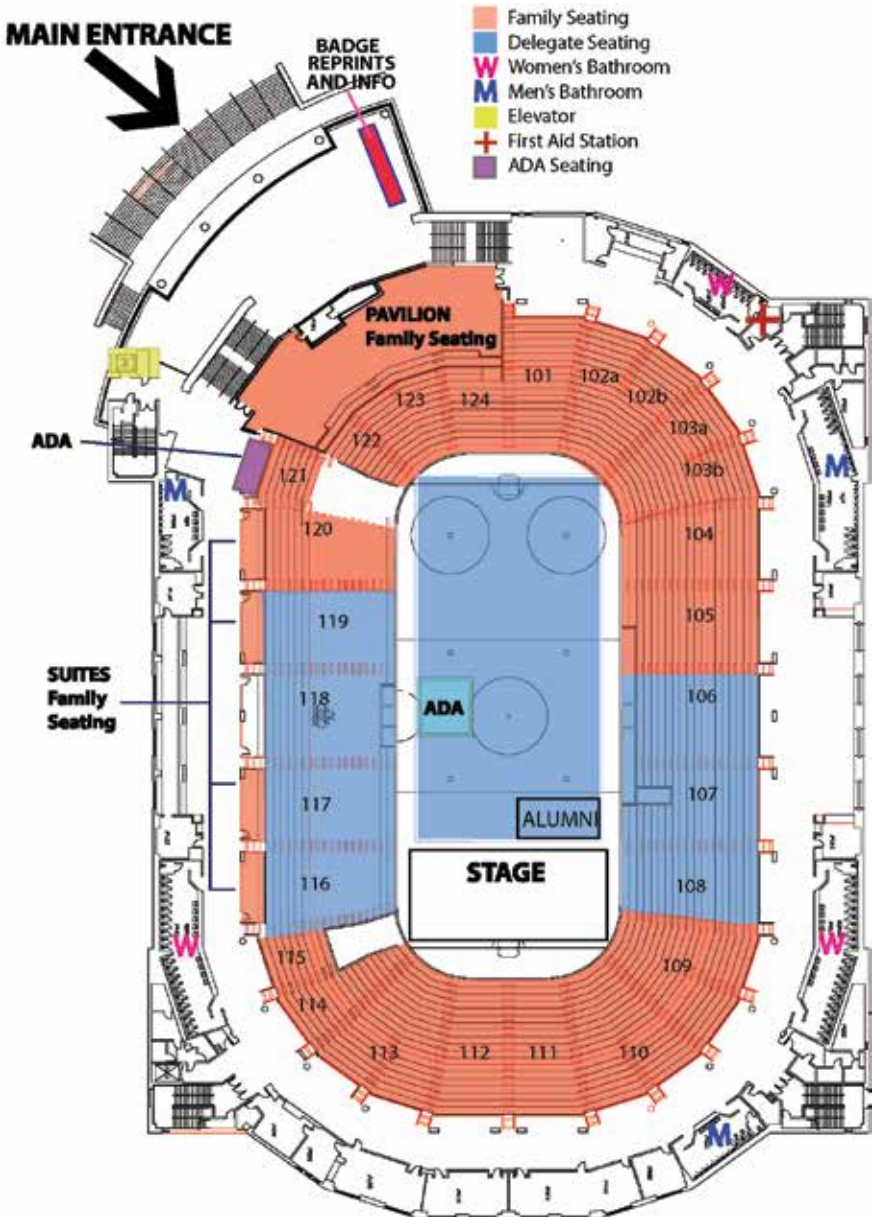 MAIN ENTRANCE
BADGE
REPRINTS
AND INFO
Family Seating
Delegate Seating
W Women's Bathroom
M Men's Bathroom
Elevator
First Aid Station
ADA Seating
W
PAVILION
Family Seating
101
102a
102b
103a
103b
123
124
122
ADA
121
M
M
120
104
119
105
SUITES
Family
Seating
118
ADA
106
117
107
ALUMNI
116
STAGE
108
W
W
115
109
114
113
112
111
110
M